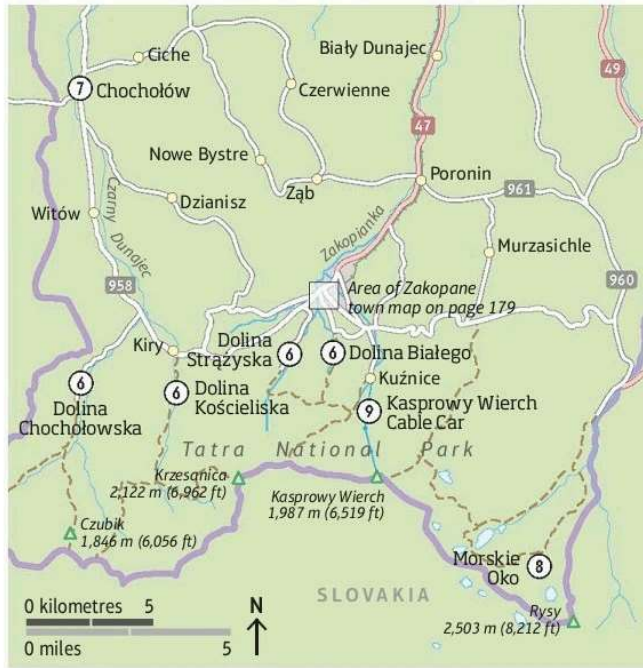 Ciche
Biały Dunajec
49
7
Chochołów
Czerwienne
47
Nowe Bystre
Ząb
Poronin
961
Czarny Dunajec
Dzianisz
Witów
Zakopianka
Murzasichle
958
960
Area of Zakopane
town map on page 179
Kiry
Dolina
Strążyska
6
6
Dolina Białego
6
Dolina
Chochołowska
6
Dolina
Kościeliska
Kuźnice
9
Kasprowy Wierch
Cable Car
Tatra National Park
Krzesanica
2,122 m (6,962 ft)
Kasprowy Wierch
1,987 m (6,519 ft)
Czubik
1,846 m (6,056 ft)
Morskie
Oko
8
SLOVAKIA
Rysy
2,503 m (8,212 ft)
0 kilometres 5
0 miles 5
N